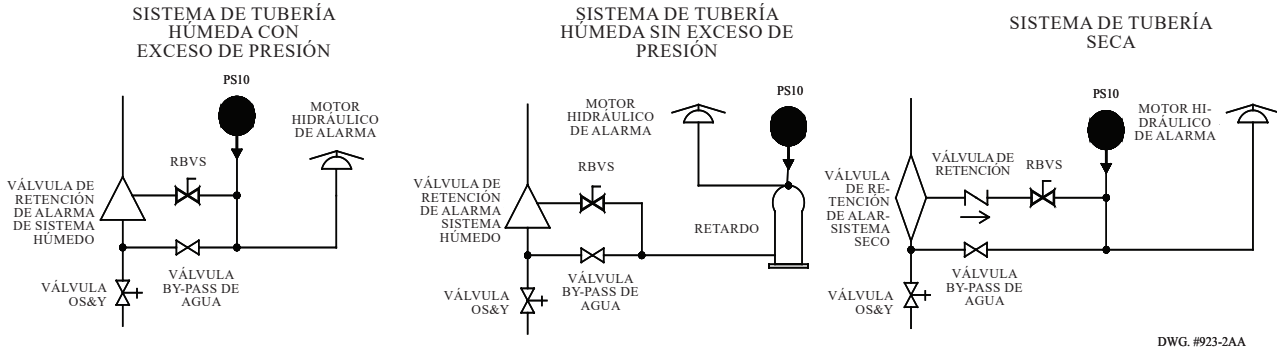 SISTEMA DE TUBERÍA
HÚMEDA CON
EXCESO DE PRESIÓN
PS10
MOTOR
HIDRÁULICO
DE ALARMA
RBVS
VÁLVULA DE
RETENCIÓN
DE ALARMA
DE SISTEMA
HÚMEDO
VÁLVULA
BY-PASS DE
AGUA
VÁLVULA
OS&Y
SISTEMA DE TUBERÍA
HÚMEDA SIN EXCESO DE
PRESIÓN
PS10
MOTOR
HIDRÁULICO
DE ALARMA
RBVS
VÁLVULA DE
RETENCIÓN
DE ALARMA
SISTEMA
HÚMEDO
RETARDO
VÁLVULA
BY-PASS DE
AGUA
VÁLVULA
OS&Y
SISTEMA DE TUBERÍA
SECA
PS10
MOTOR HI-
DRÁULICO
DE ALARMA
VÁLVULA DE
RETENCIÓN
RBVS
VÁLVULA
DE RE-
TENCIÓN
DE ALAR-
SISTEMA
SECO
VÁLVULA
BY-PASS DE
AGUA
VÁLVULA
OS&Y
DWG. #923-2AA